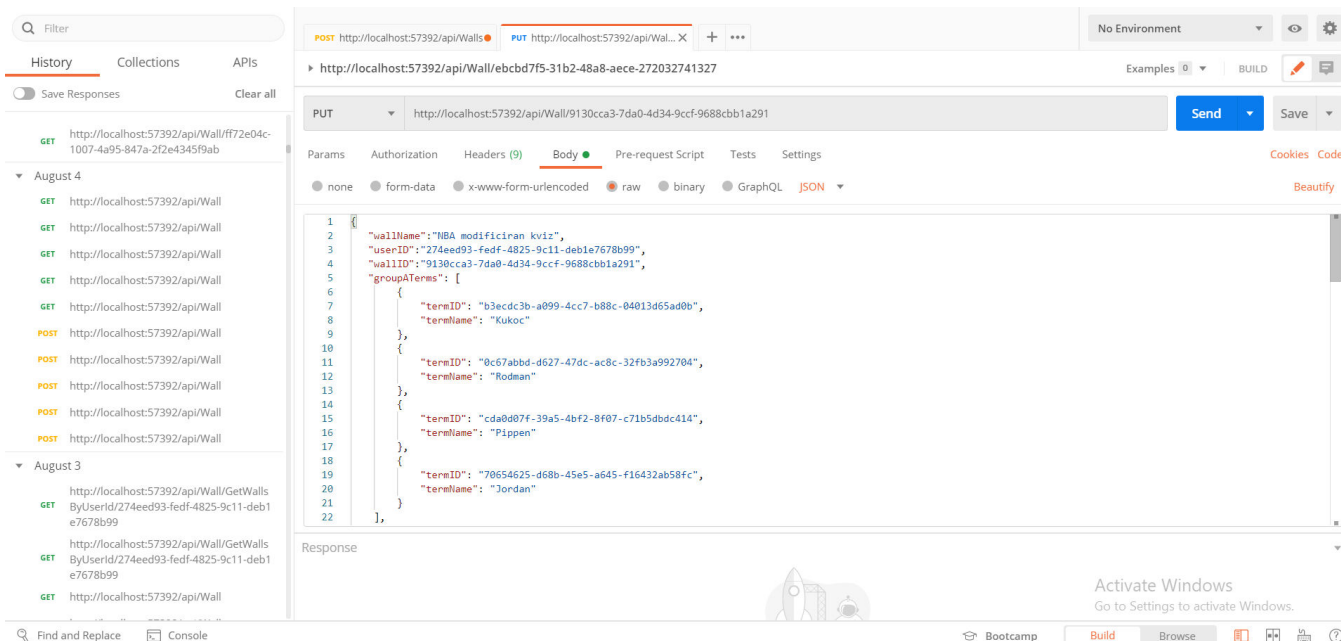 Filter
History Collections APIs
Save Responses Clear all
GET http://localhost:57392/api/Wall/ff72e04c-
1007-4a95-847a-2f2e4345f9ab
August 4
GET http://localhost:57392/api/Wall
GET http://localhost:57392/api/Wall
GET http://localhost:57392/api/Wall
GET http://localhost:57392/api/Wall
GET http://localhost:57392/api/Wall
POST http://localhost:57392/api/Wall
POST http://localhost:57392/api/Wall
POST http://localhost:57392/api/Wall
POST http://localhost:57392/api/Wall
POST http://localhost:57392/api/Wall
August 3
http://localhost:57392/api/Wall/GetWalls
GET ByUserId/274eed93-fedf-4825-9c11-deb1
e7678b99
http://localhost:57392/api/Wall/GetWalls
GET ByUserId/274eed93-fedf-4825-9c11-deb1
e7678b99
GET http://localhost:57392/api/Wall
Find and Replace Console
POST http://localhost:57392/api/Walls PUT http://localhost:57392/api/Wal... X + •••
No Environment
http://localhost:57392/api/Wall/ebcbd7f5-31b2-48a8-aece-272032741327
Examples 0 BUILD
PUT http://localhost:57392/api/Wall/9130cca3-7da0-4d34-9ccf-9688cbb1a291 Send Save
Params Authorization Headers (9) Body Pre-request Script Tests Settings Cookies Code
none form-data x-www-form-urlencoded raw binary GraphQL JSON Beautify
1 {
2 "wallName":"NBA modificiran kviz",
3 "userID":"274eed93-fedf-4825-9c11-deb1e7678b99",
4 "wallID":"9130cca3-7da0-4d34-9ccf-9688cbb1a291",
5 "groupATerms": [
6 {
7 "termID": "b3ecdc3b-a099-4cc7-b88c-04013d65ad0b",
8 "termName": "Kukoc"
9 },
10 {
11 "termID": "0c67abbd-d627-47dc-ac8c-32fb3a992704",
12 "termName": "Rodman"
13 },
14 {
15 "termID": "cda0d07f-39a5-4bf2-8f07-c71b5dbdc414",
16 "termName": "Pippen"
17 },
18 {
19 "termID": "70654625-d68b-45e5-a645-f16432ab58fc",
20 "termName": "Jordan"
21 }
22 ],
Response
Activate Windows
Go to Settings to activate Windows.
Bootcamp Build Browse